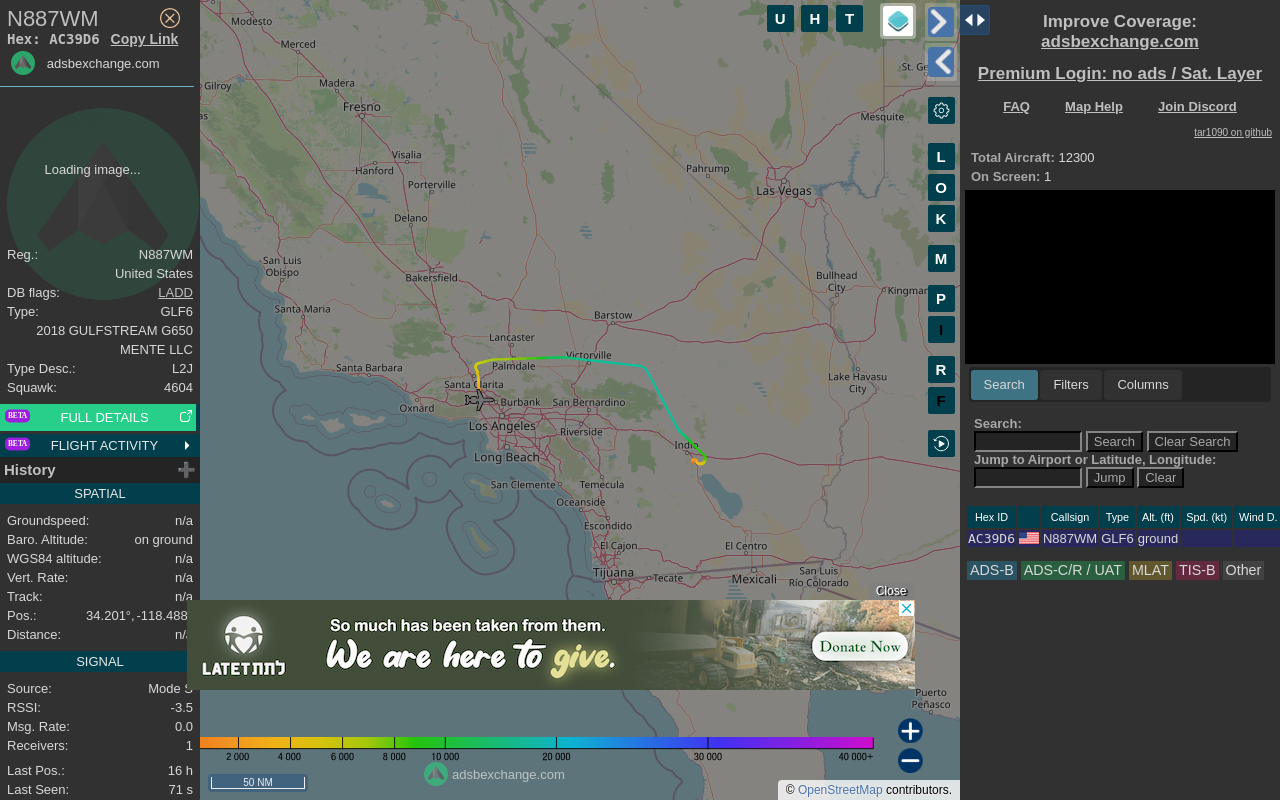 N887WM
Hex: AC39D6 Copy Link
adsbexchange.com
Loading image...
Reg.: N887WM
United States
DB flags: LADD
Type: GLF6
2018 GULFSTREAM G650
MENTE LLC
Type Desc.: L2J
Squawk: 4604
BETA FULL DETAILS
BETA FLIGHT ACTIVITY
History
SPATIAL
Groundspeed: n/a
Baro. Altitude: on ground
WGS84 altitude: n/a
Vert. Rate: n/a
Track: n/a
Pos.: 34.201°, -118.488
Distance: n/a
SIGNAL
Source: Mode S
RSSI: -3.5
Msg. Rate: 0.0
Receivers: 1
Last Pos.: 16 h
Last Seen: 71 s
U H T
L
O
K
M
P
I
R
F
Modesto
Merced
Gilroy
Madera
Fresno
St. Ge
Mesquite
Visalia
Hanford
Porterville
Pahrump
Las Vegas
Delano
San Luis
Obispo
Bakersfield
Bullhead
City
Kingman
Santa Maria
Barstow
Lancaster
Victorville
Palmdale
Santa Barbara
Santa Clarita
Lake Havasu
City
Oxnard
Burbank
San Bernardino
Los Angeles
Riverside
Indio
Long Beach
San Clemente
Temecula
Oceanside
Escondido
El Cajon
El Centro
Tijuana
Tecate
Mexicali
San Luis
Río Colorado
Close
LATET לתת
So much has been taken from them.
We are here to give.
Donate Now
Puerto
Peñasco
2 000 4 000 6 000 8 000 10 000 20 000 30 000 40 000+
adsbexchange.com
50 NM
© OpenStreetMap contributors.
Improve Coverage:
adsbexchange.com
Premium Login: no ads / Sat. Layer
FAQ Map Help Join Discord
tar1090 on github
Total Aircraft: 12300
On Screen: 1
Search Filters Columns
Search:
Search Clear Search
Jump to Airport or Latitude, Longitude:
Jump Clear
Hex ID Callsign Type Alt. (ft) Spd. (kt) Wind D.
AC39D6 N887WM GLF6 ground
ADS-B ADS-C/R / UAT MLAT TIS-B Other